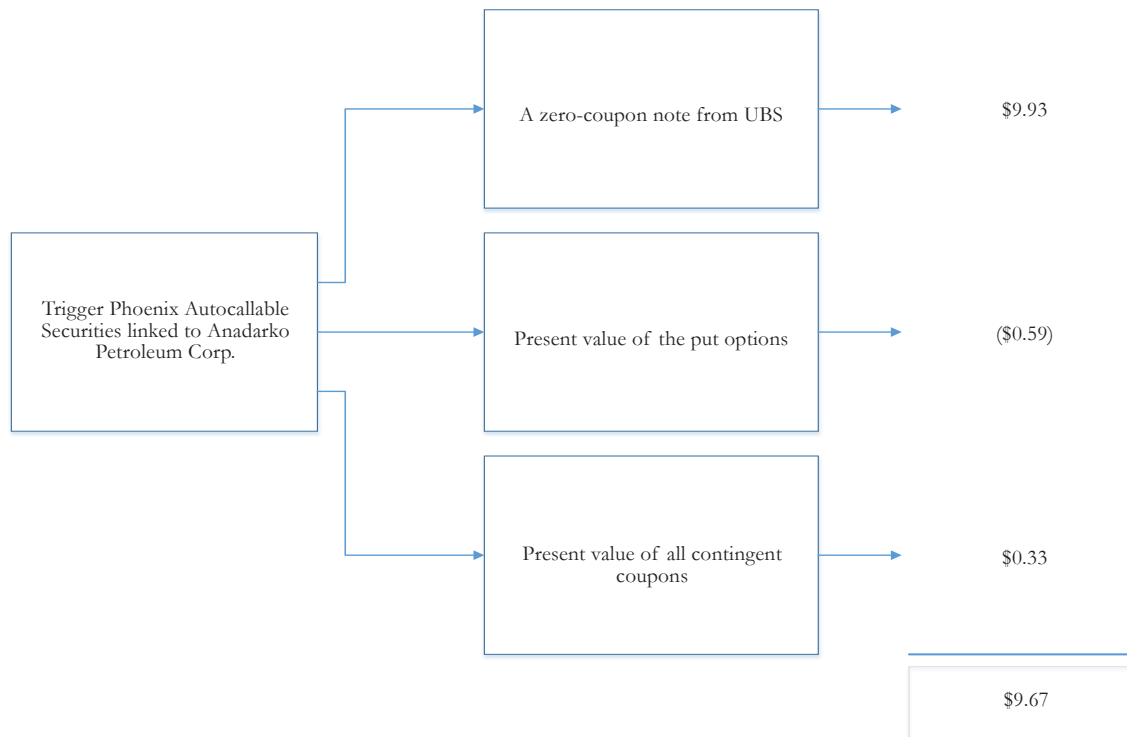 A zero-coupon note from UBS
$9.93
Trigger Phoenix Autocallable
Securities linked to Anadarko
Petroleum Corp.
Present value of the put options
($0.59)
Present value of all contingent
coupons
$0.33
$9.67